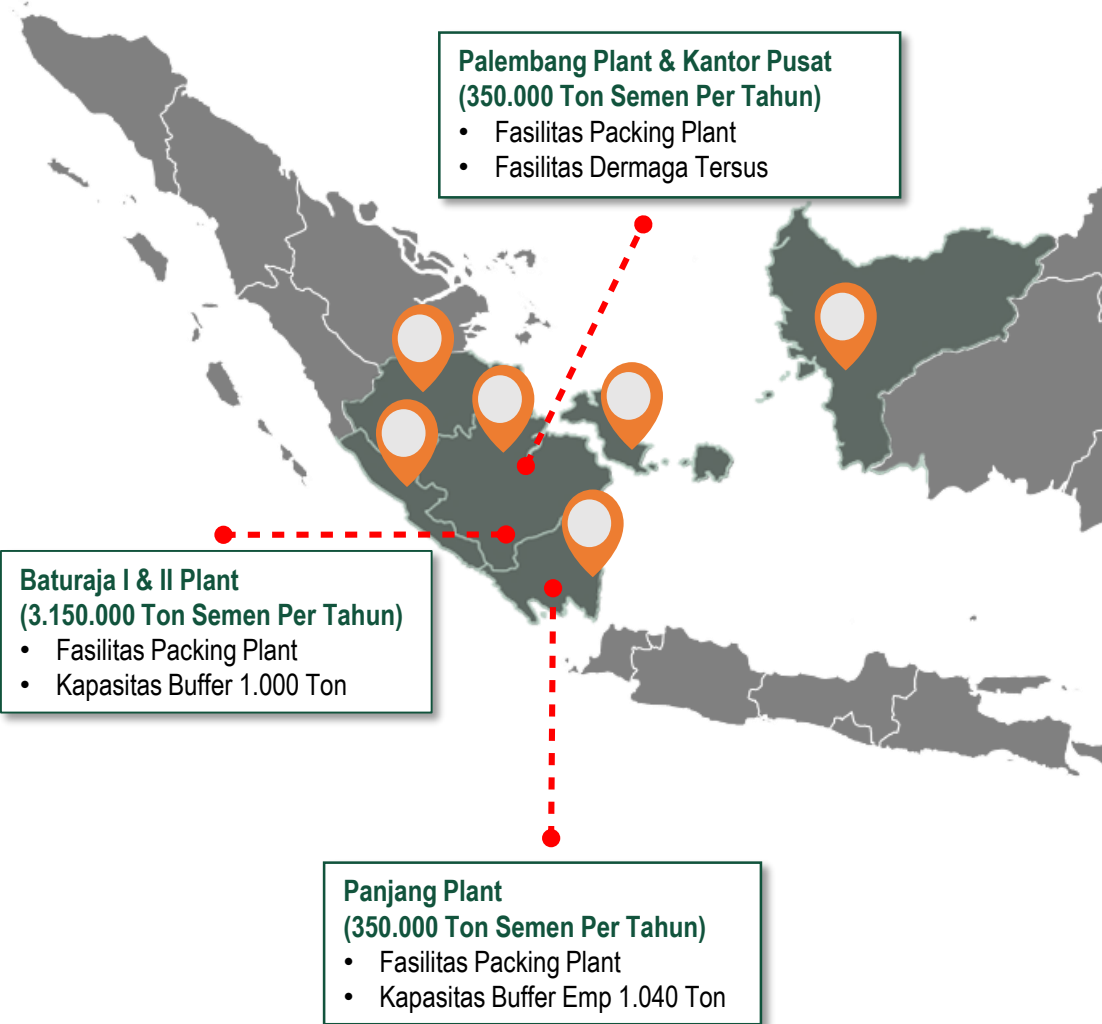 Palembang Plant & Kantor Pusat
(350.000 Ton Semen Per Tahun)
• Fasilitas Packing Plant
• Fasilitas Dermaga Tersus
Baturaja I & II Plant
(3.150.000 Ton Semen Per Tahun)
• Fasilitas Packing Plant
• Kapasitas Buffer 1.000 Ton
Panjang Plant
(350.000 Ton Semen Per Tahun)
• Fasilitas Packing Plant
• Kapasitas Buffer Emp 1.040 Ton